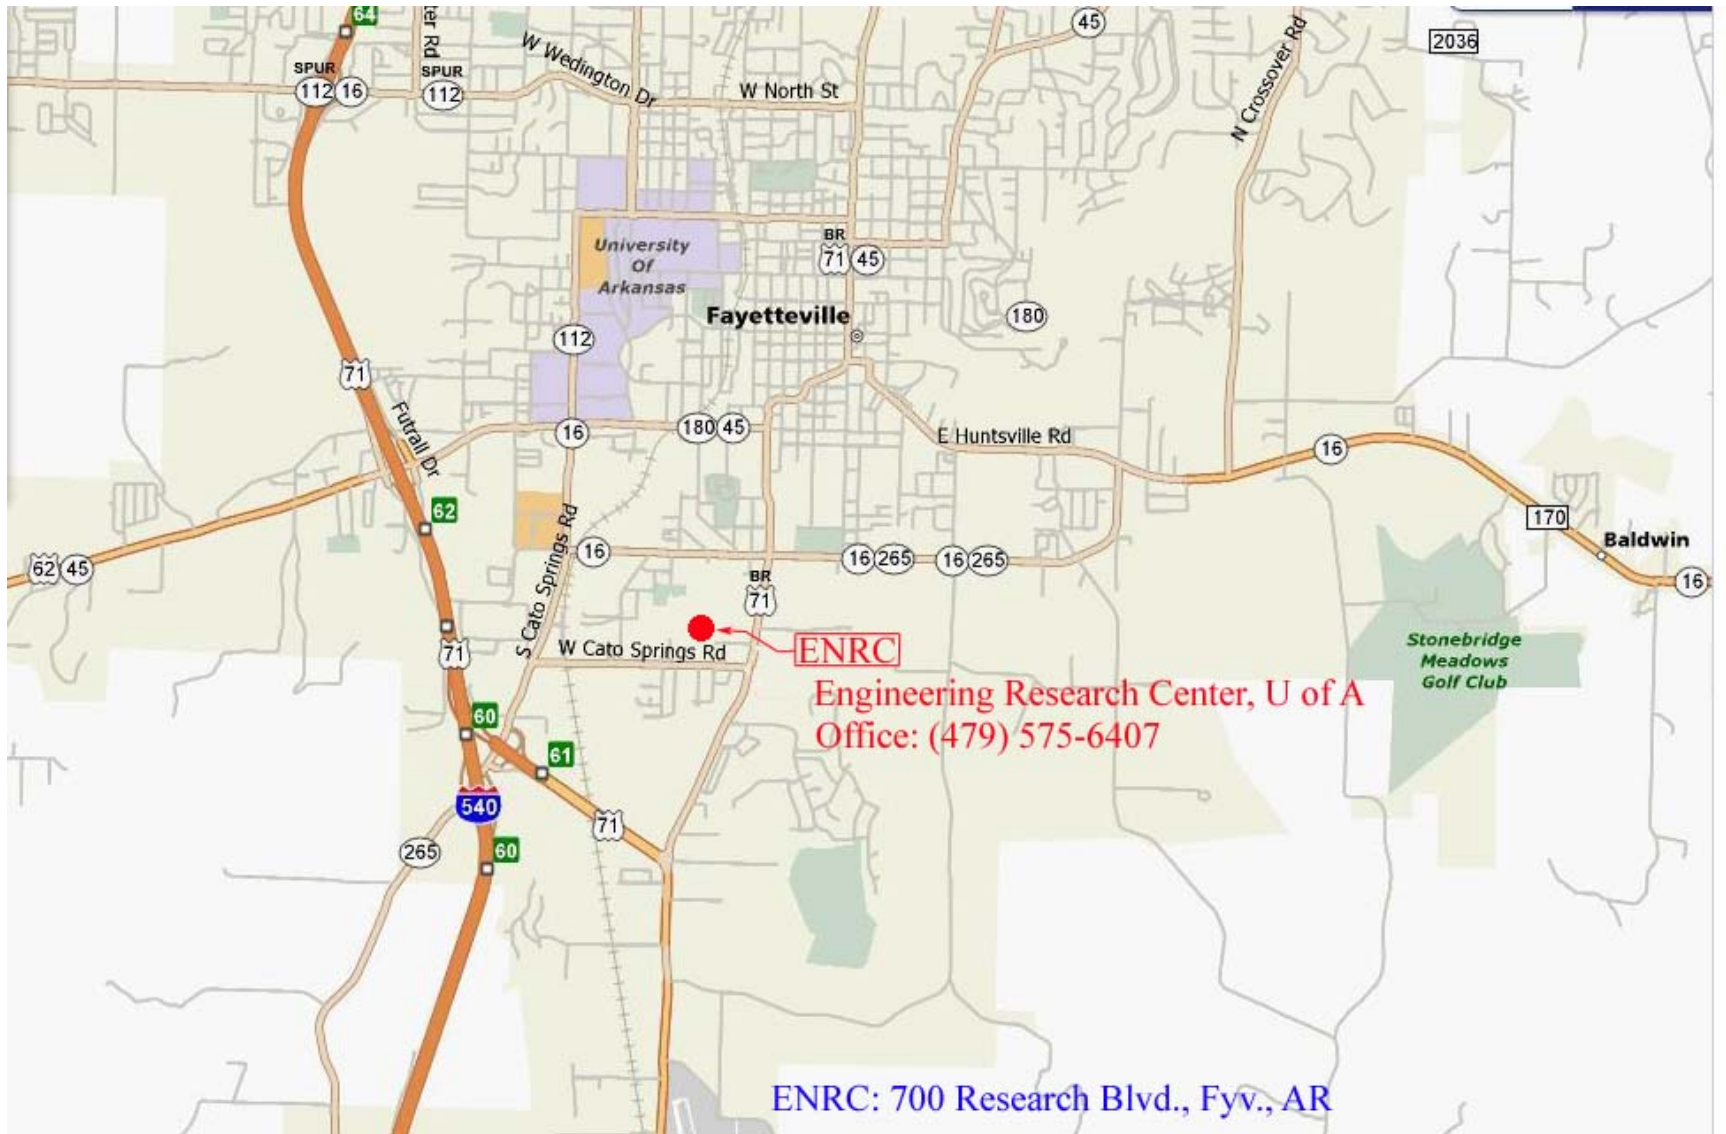 64
ter Rd
45
2036
N Crossover Rd
W Wedington Dr
SPUR
112
16
SPUR
112
W North St
University
Of
Arkansas
BR
71
45
Fayetteville
180
112
71
Futrall Dr
16
180
45
E Huntsville Rd
16
62
170
Baldwin
16
62
45
S Cato Springs Rd
16
16
265
16
265
BR
71
71
W Cato Springs Rd
ENRC
Stonebridge
Meadows
Golf Club
Engineering Research Center, U of A
Office: (479) 575-6407
60
61
540
71
265
60
ENRC: 700 Research Blvd., Fyv., AR